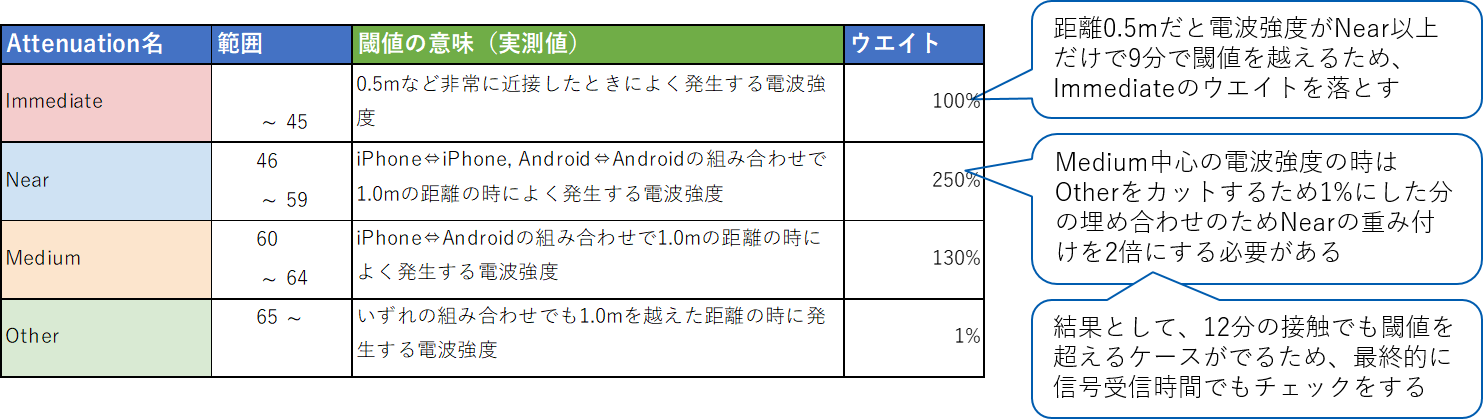 Attenuation名 範囲 閾値の意味（実測値） ウエイト
Immediate
～ 45
0.5mなど非常に近接したときによく発生する電波強
度
100%
Near
46
～ 59
iPhone⇔iPhone, Android⇔Androidの組み合わせで
1.0mの距離の時によく発生する電波強度
250%
Medium
60
～ 64
iPhone⇔Androidの組み合わせで1.0mの距離の時に
よく発生する電波強度
130%
Other
65 ～
いずれの組み合わせでも1.0mを越えた距離の時に発
生する電波強度
1%
距離0.5mだと電波強度がNear以上
だけで9分で閾値を越えるため、
Immediateのウエイトを落とす
Medium中心の電波強度の時は
Otherをカットするため1%にした分
の埋め合わせのためNearの重み付
けを2倍にする必要がある
結果として、12分の接触でも閾値を
超えるケースがでるため、最終的に
信号受信時間でもチェックをする